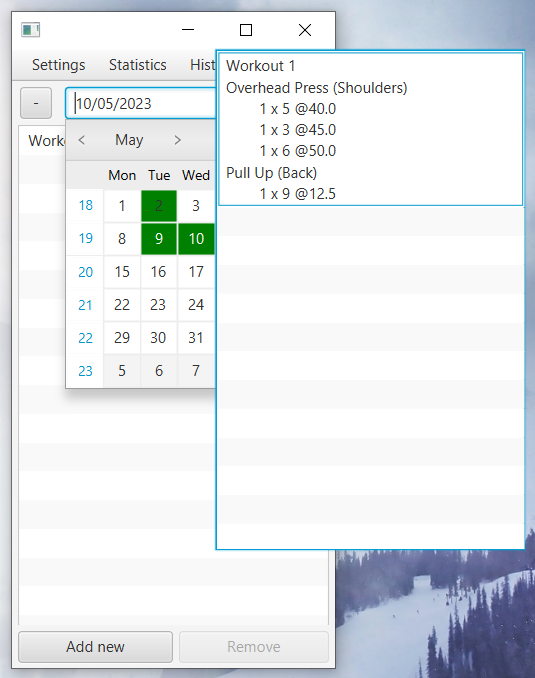 Settings Statistics Hist
- 10/05/2023
Work
< May >
Mon Tue Wed
18 1 2 3
19 8 9 10
20 15 16 17
21 22 23 24
22 29 30 31
23 5 6 7
Workout 1
Overhead Press (Shoulders)
1 x 5 @40.0
1 x 3 @45.0
1 x 6 @50.0
Pull Up (Back)
1 x 9 @12.5
Add new Remove